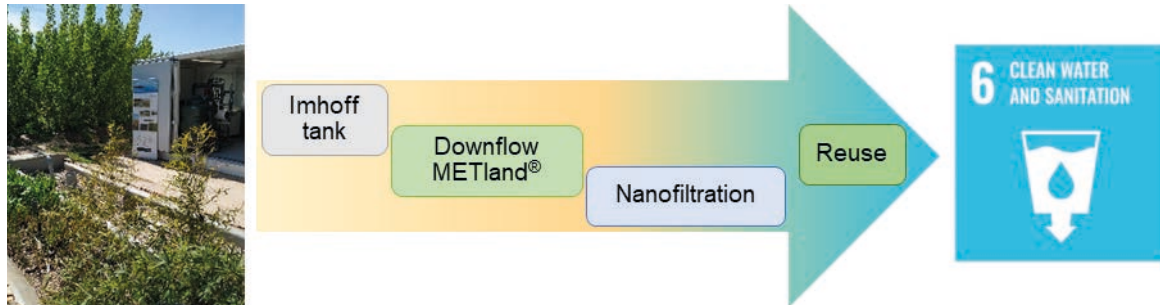 Imhoff
tank
Downflow
METland®
Nanofiltration
Reuse
6 CLEAN WATER
AND SANITATION